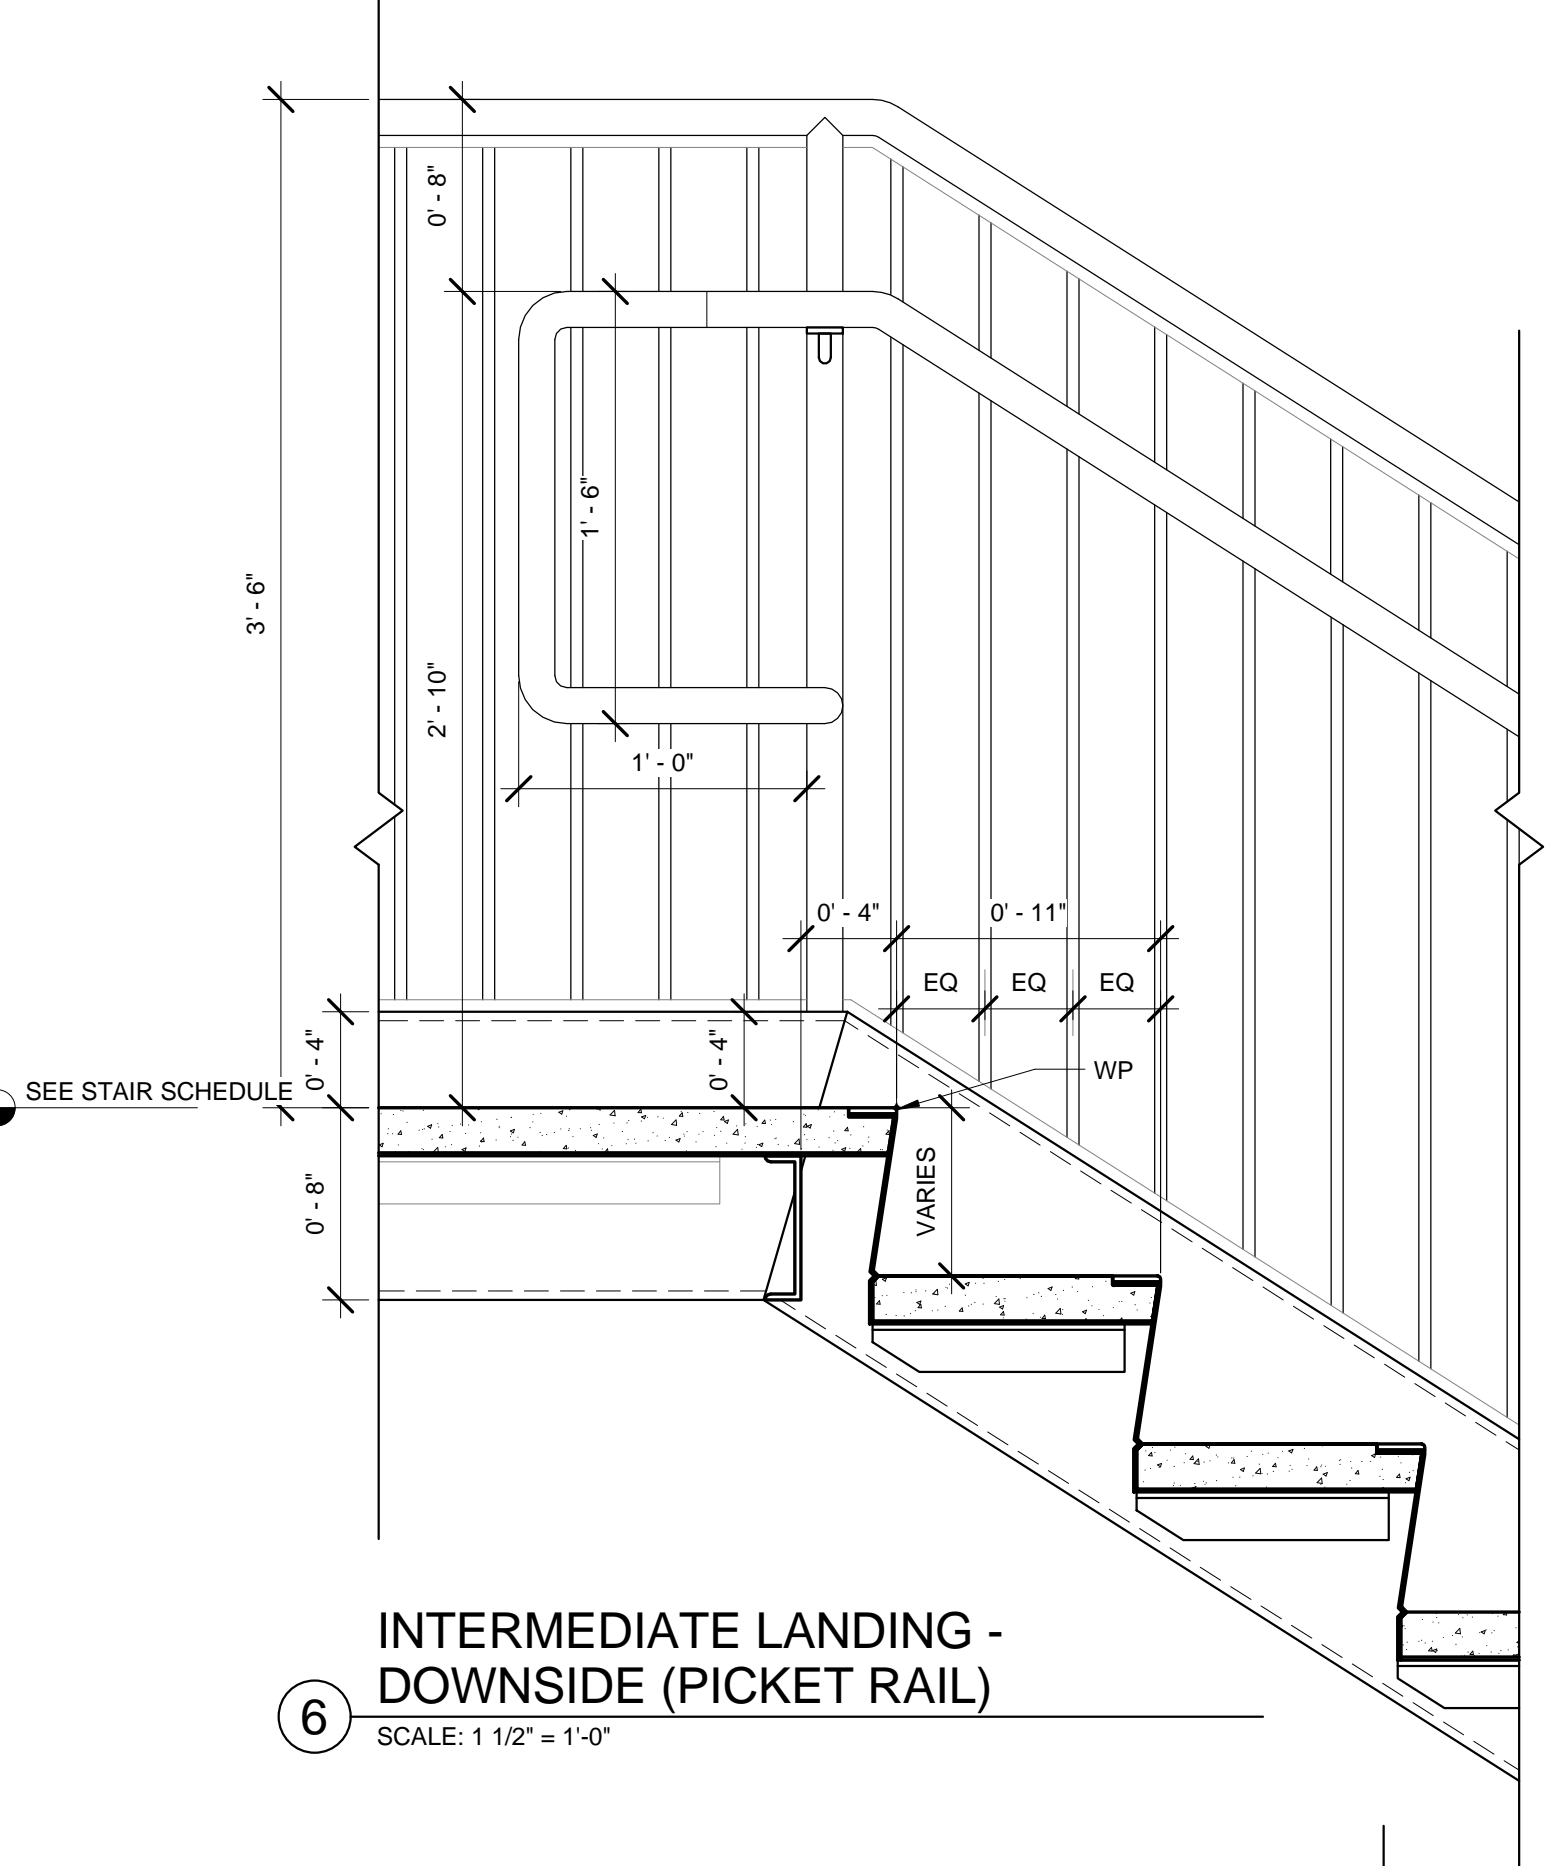 0' - 8"
1' - 6"
3' - 6"
2' - 10"
1' - 0"
0' - 4"
0' - 11"
EQ
EQ
EQ
0' - 4"
0' - 4"
WP
SEE STAIR SCHEDULE
0' - 8"
VARIES
INTERMEDIATE LANDING -
DOWNSIDE (PICKET RAIL)
6
SCALE: 1 1/2" = 1'-0"